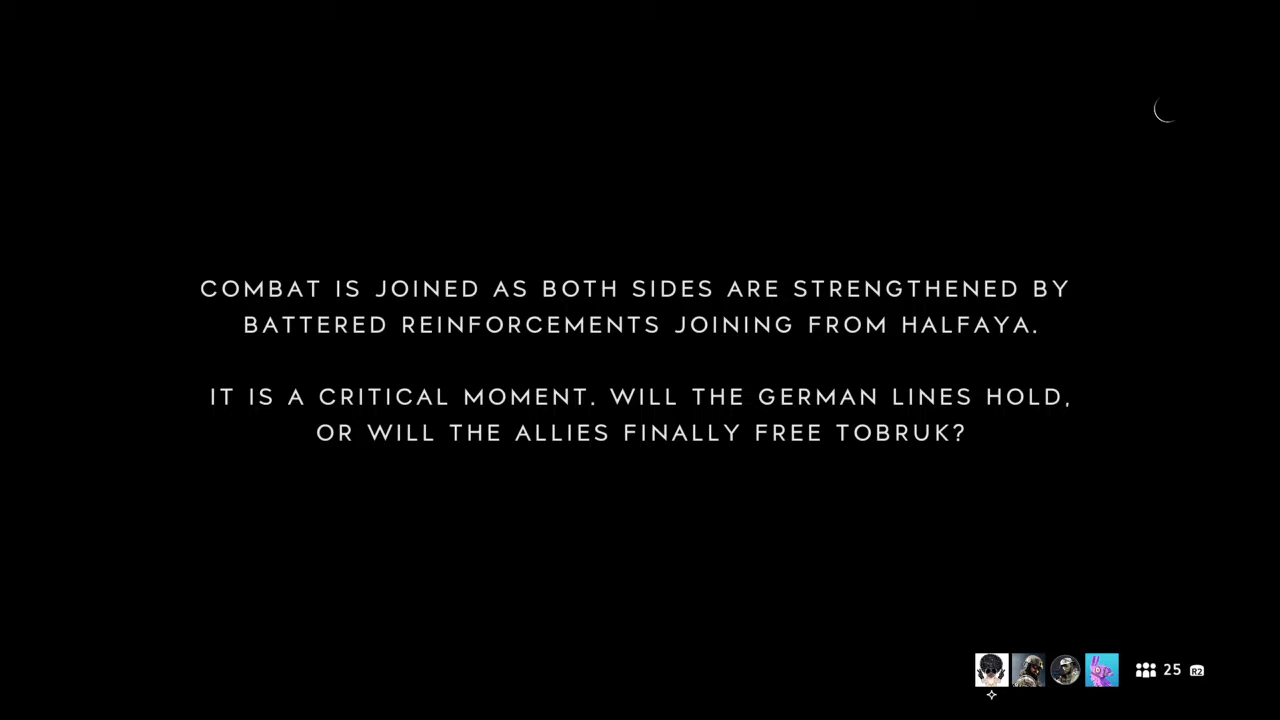 COMBAT IS JOINED AS BOTH SIDES ARE STRENGTHENED BY
BATTERED REINFORCEMENTS JOINING FROM HALFAYA.
IT IS A CRITICAL MOMENT. WILL THE GERMAN LINES HOLD,
OR WILL THE ALLIES FINALLY FREE TOBRUK?
25 R2